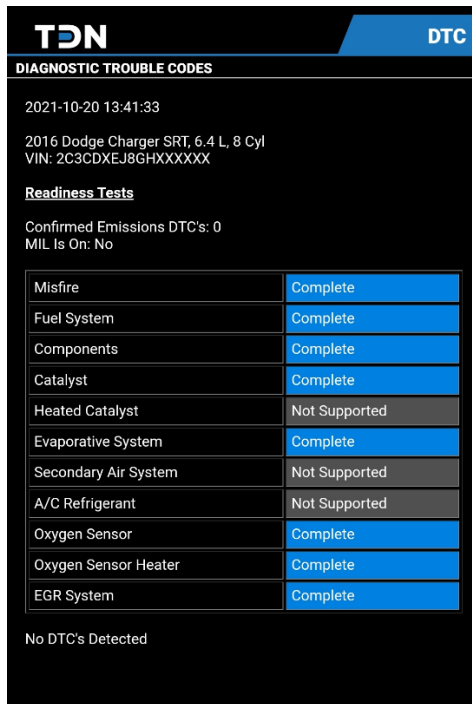 TDN
DTC
DIAGNOSTIC TROUBLE CODES
2021-10-20 13:41:33
2016 Dodge Charger SRT, 6.4 L, 8 Cyl
VIN: 2C3CDXEJ8GHXXXXXX
Readiness Tests
Confirmed Emissions DTC's: 0
MIL Is On: No
Misfire Complete
Fuel System Complete
Components Complete
Catalyst Complete
Heated Catalyst Not Supported
Evaporative System Complete
Secondary Air System Not Supported
A/C Refrigerant Not Supported
Oxygen Sensor Complete
Oxygen Sensor Heater Complete
EGR System Complete
No DTC's Detected